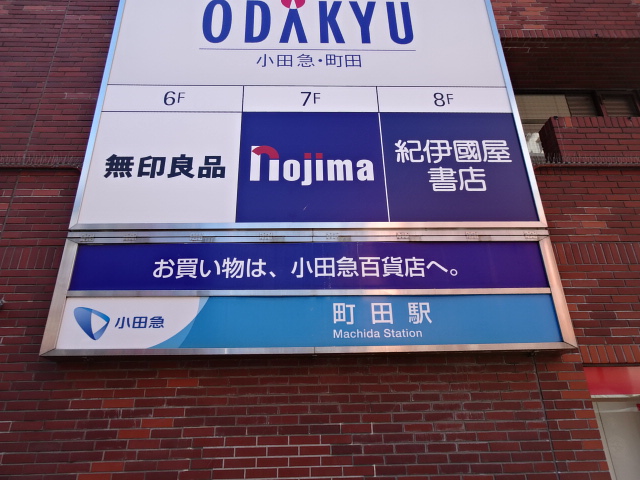 ODAKYU
小田急・町田
6F 7F 8F
無印良品
nojima
紀伊國屋
書店
お買い物は、小田急百貨店へ。
小田急
町田駅
Machida Station